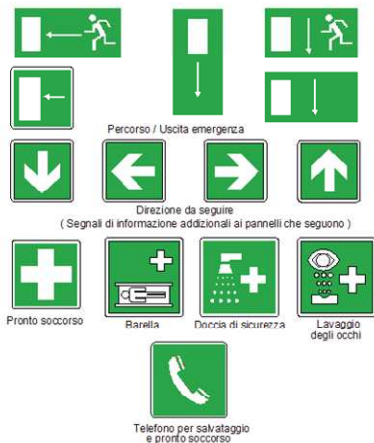 Percorso / Uscita emergenza
Direzione da seguire
( Segnali di informazione addizionali ai pannelli che seguono )
Pronto soccorso
Barella
Doccia di sicurezza
Lavaggio
degli occhi
Telefono per salvataggio
e pronto soccorso